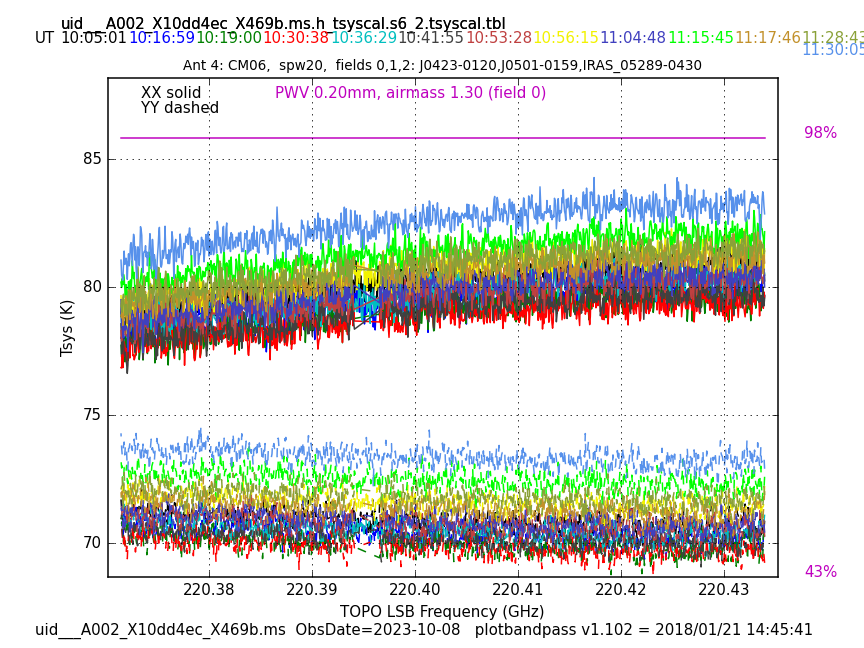 uid___A002_X10dd4ec_X469b.ms.h_tsyscal.s6_2.tsyscal.tbl
UT 10:05:01 10:16:59 10:19:00 10:30:38 10:36:29 10:41:55 10:53:28 10:56:15 11:04:48 11:15:45 11:17:46 11:28:43
11:30:05
Ant 4: CM06, spw20, fields 0,1,2: J0423-0120,J0501-0159,IRAS_05289-0430
XX solid PWV 0.20mm, airmass 1.30 (field 0)
YY dashed
98%
85
80
75
70
Tsys (K)
43%
220.38 220.39 220.40 220.41 220.42 220.43
TOPO LSB Frequency (GHz)
uid___A002_X10dd4ec_X469b.ms ObsDate=2023-10-08 plotbandpass v1.102 = 2018/01/21 14:45:41